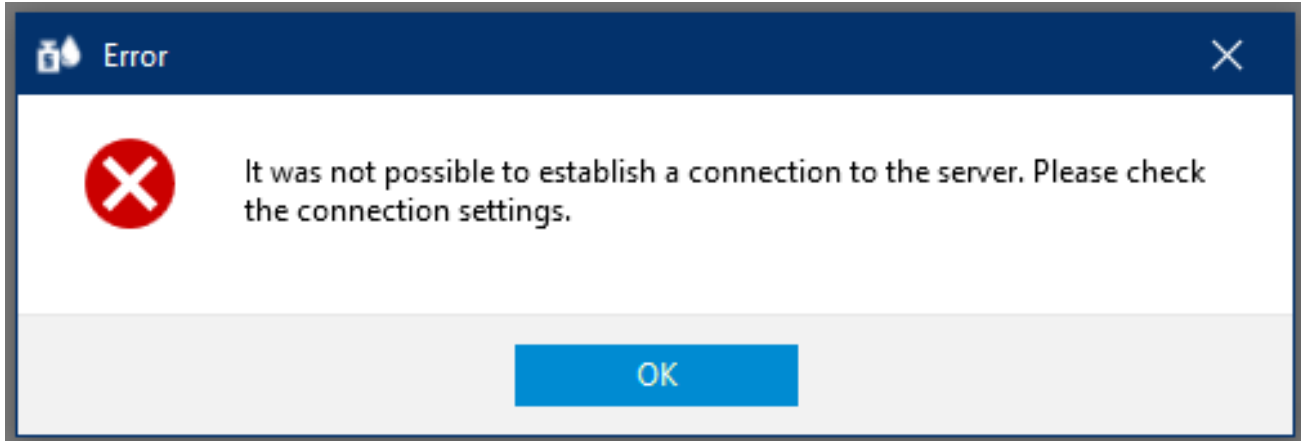 Error
It was not possible to establish a connection to the server. Please check
the connection settings.
OK